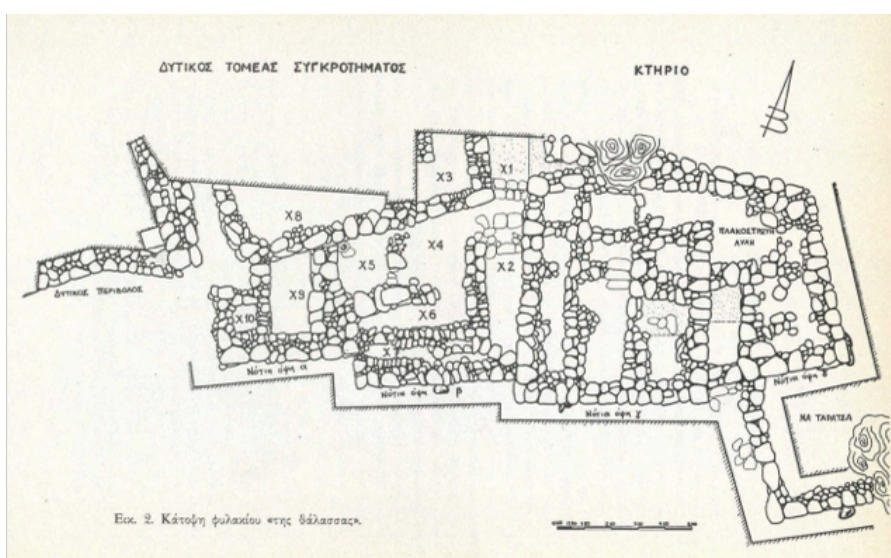 ΔΥΤΙΚΟΣ ΤΟΜΕΑΣ ΣΥΓΚΡΟΤΗΜΑΤΟΣ
ΚΤΗΡΙΟ
Β
Χ3
Χ1
Χ8
Χ4
ΠΛΑΚΟΣΤΡΩΤΗ
ΑΥΛΗ
Χ5
Χ2
ΔΥΤΙΚΟΣ ΠΕΡΙΒΟΛΟΣ
Χ9
Χ10
Χ6
Χ7
Νότια όψη α
Νότια όψη β
Νότια όψη γ
Νότια όψη δ
ΝΑ ΤΑΡΑΤΣΑ
Εικ. 2. Κάτοψη φυλακίου «της θάλασσας».